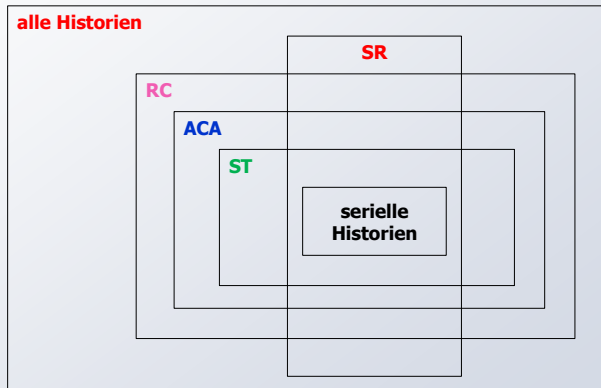 alle Historien
SR
RC
ACA
ST
serielle
Historien